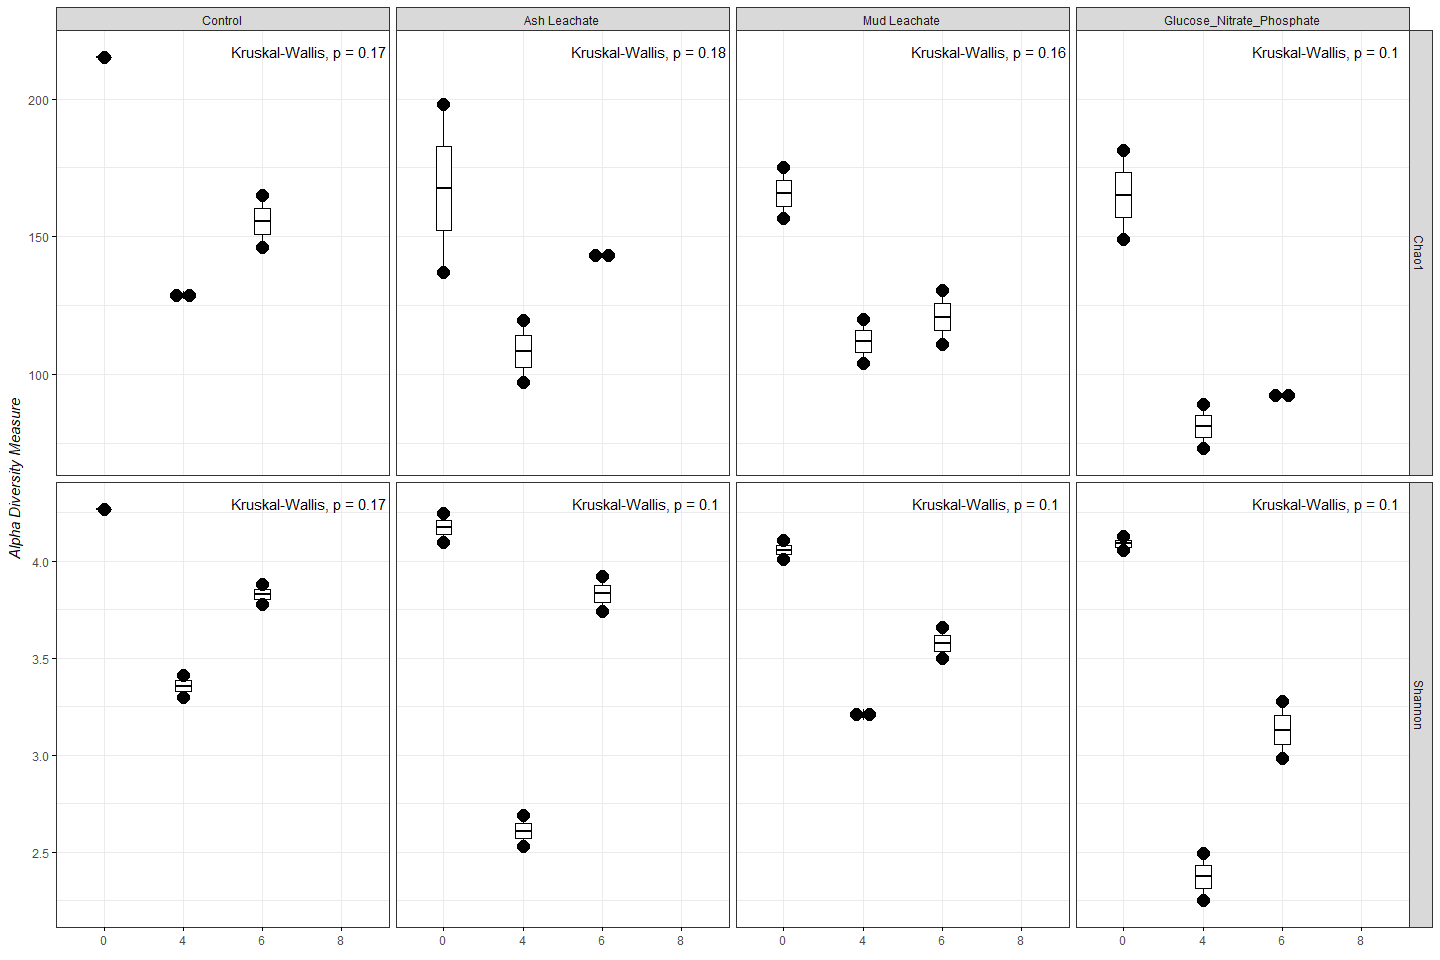 Control
Ash Leachate
Mud Leachate
Glucose_Nitrate_Phosphate
Kruskal-Wallis, p = 0.17
Kruskal-Wallis, p = 0.18
Kruskal-Wallis, p = 0.16
Kruskal-Wallis, p = 0.1
200
150
100
Chao1
Alpha Diversity Measure
Kruskal-Wallis, p = 0.17
Kruskal-Wallis, p = 0.1
Kruskal-Wallis, p = 0.1
Kruskal-Wallis, p = 0.1
4.0
3.5
3.0
2.5
Shannon
0 4 6 8
0 4 6 8
0 4 6 8
0 4 6 8